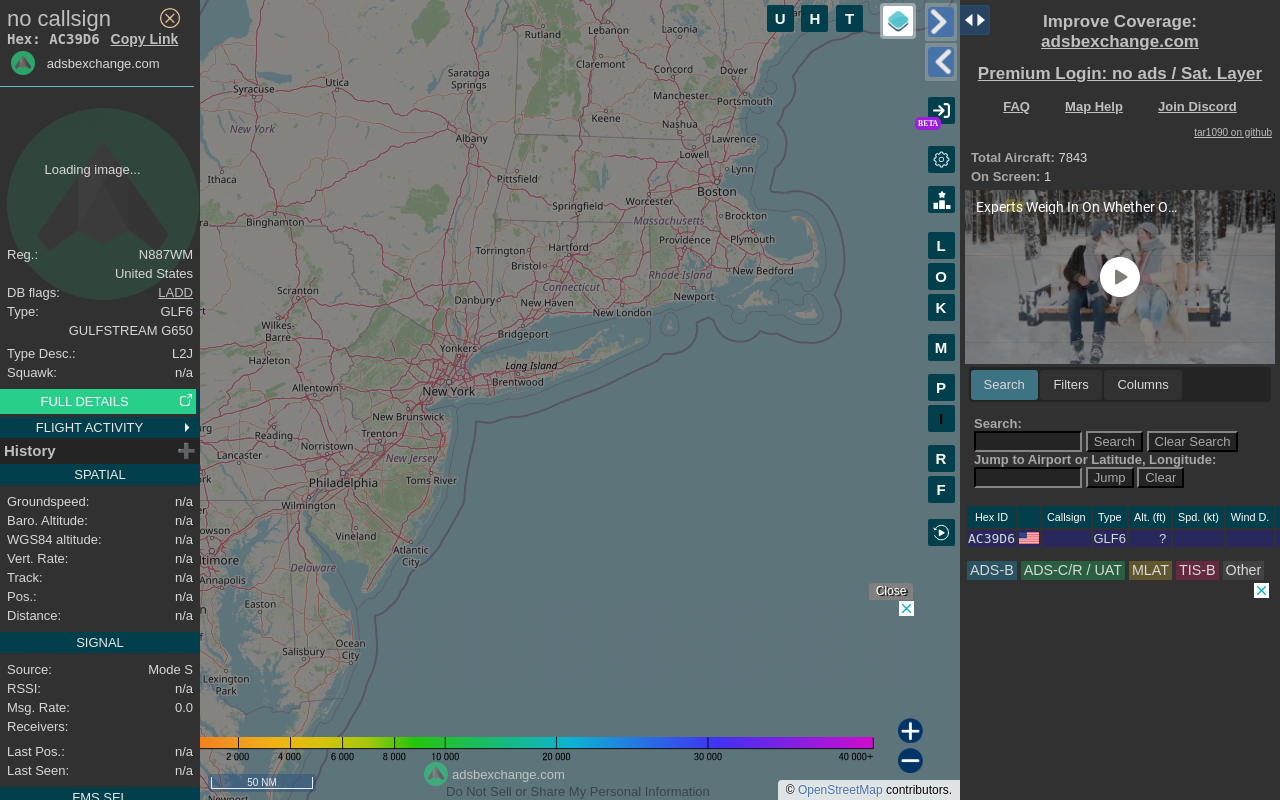 no callsign
Hex: AC39D6 Copy Link
adsbexchange.com
Loading image...
Reg.: N887WM
United States
DB flags: LADD
Type: GLF6
GULFSTREAM G650
Type Desc.: L2J
Squawk: n/a
FULL DETAILS
FLIGHT ACTIVITY
History
SPATIAL
Groundspeed: n/a
Baro. Altitude: n/a
WGS84 altitude: n/a
Vert. Rate: n/a
Track: n/a
Pos.: n/a
Distance: n/a
SIGNAL
Source: Mode S
RSSI: n/a
Msg. Rate: 0.0
Receivers:
Last Pos.: n/a
Last Seen: n/a
FMS SEL
U H T
BETA
L
O
K
M
P
I
R
F
Rutland
Lebanon
Laconia
Claremont
Concord
Dover
Utica
Saratoga
Springs
Syracuse
Manchester
Portsmouth
Keene
Nashua
New York
Albany
Lawrence
Lowell
Lynn
Ithaca
Pittsfield
Boston
Worcester
Springfield
Massachusetts
Brockton
Binghamton
Providence
Plymouth
Torrington
Hartford
Bristol
Rhode Island
New Bedford
Connecticut
Scranton
Danbury
New Haven
Newport
New London
Wilkes-
Barre
Bridgeport
Yonkers
Hazleton
Long Island
Allentown
Brentwood
New York
New Brunswick
Reading
Trenton
Norristown
Lancaster
New Jersey
Philadelphia
Toms River
Wilmington
Vineland
Atlantic
City
Delaware
Annapolis
Easton
Ocean
City
Salisbury
Lexington
Park
Newport
Close
2 000 4 000 6 000 8 000 10 000 20 000 30 000 40 000+
50 NM
adsbexchange.com
Do Not Sell or Share My Personal Information
© OpenStreetMap contributors.
Improve Coverage:
adsbexchange.com
Premium Login: no ads / Sat. Layer
FAQ Map Help Join Discord
tar1090 on github
Total Aircraft: 7843
On Screen: 1
Experts Weigh In On Whether O...
Search Filters Columns
Search:
Search Clear Search
Jump to Airport or Latitude, Longitude:
Jump Clear
Hex ID Callsign Type Alt. (ft) Spd. (kt) Wind D.
AC39D6 GLF6 ?
ADS-B ADS-C/R / UAT MLAT TIS-B Other